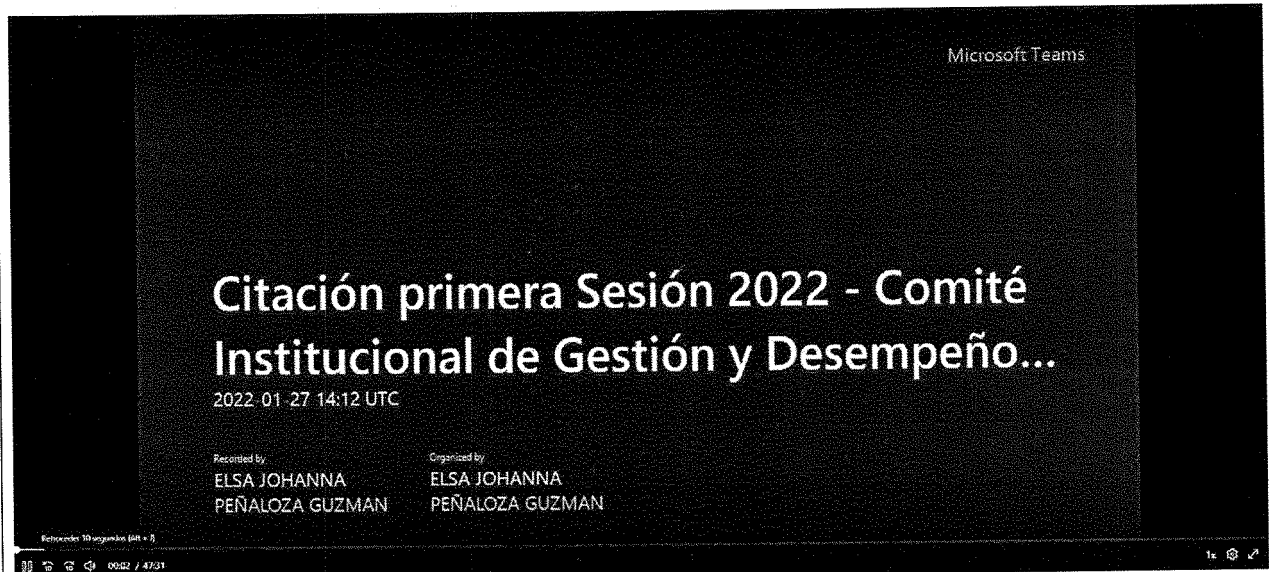 Microsoft Teams
Citación primera Sesión 2022 - Comité
Institucional de Gestión y Desempeño...
2022-01-27 14:12 UTC
Recorded by
Organized by
ELSA JOHANNA
PEÑALOZA GUZMAN
ELSA JOHANNA
PEÑALOZA GUZMAN
Retroceder 10 segundos (Alt + J)
00:02 / 47:31
1x